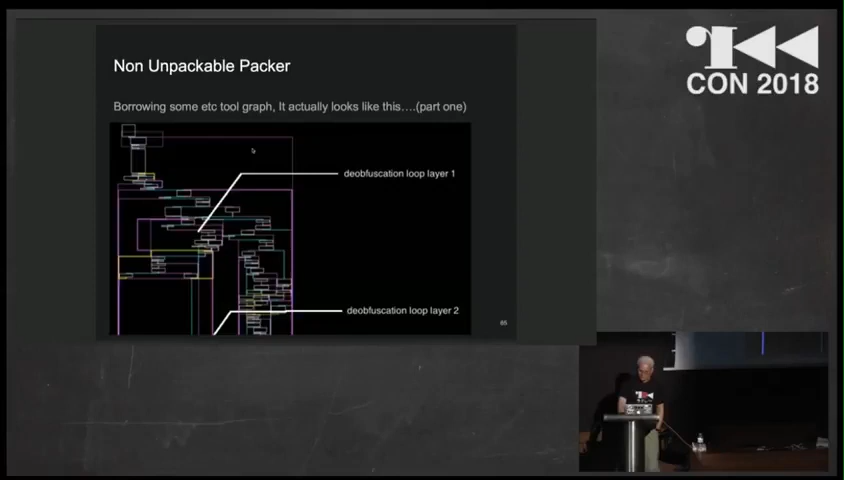 Non Unpackable Packer
Borrowing some etc tool graph, It actually looks like this....(part one)
deobfuscation loop layer 1
deobfuscation loop layer 2
65
CON 2018